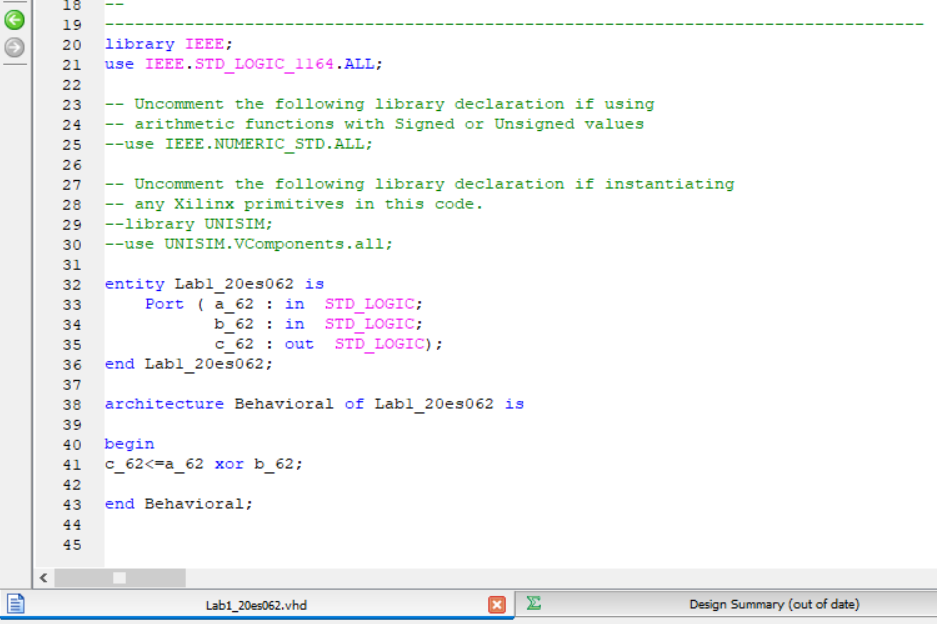 18 --
19 ----------------------------------------------------------------------------------
20 library IEEE;
21 use IEEE.STD_LOGIC_1164.ALL;
22
23 -- Uncomment the following library declaration if using
24 -- arithmetic functions with Signed or Unsigned values
25 --use IEEE.NUMERIC_STD.ALL;
26
27 -- Uncomment the following library declaration if instantiating
28 -- any Xilinx primitives in this code.
29 --library UNISIM;
30 --use UNISIM.VComponents.all;
31
32 entity Lab1_20es062 is
33     Port ( a_62 : in  STD_LOGIC;
34            b_62 : in  STD_LOGIC;
35            c_62 : out  STD_LOGIC);
36 end Lab1_20es062;
37
38 architecture Behavioral of Lab1_20es062 is
39
40 begin
41 c_62<=a_62 xor b_62;
42
43 end Behavioral;
44
45
Lab1_20es062.vhd Σ Design Summary (out of date)